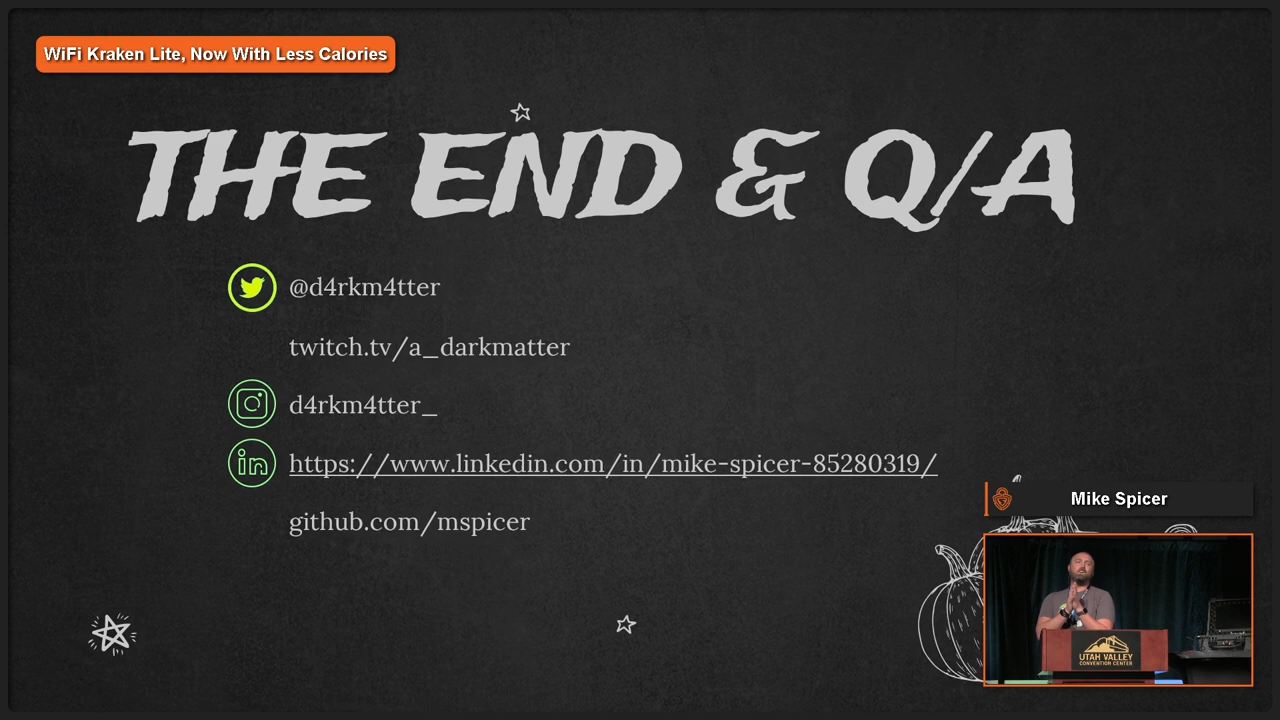 WiFi Kraken Lite, Now With Less Calories
THE END & Q/A
@d4rkm4tter
twitch.tv/a_darkmatter
d4rkm4tter_
https://www.linkedin.com/in/mike-spicer-85280319/
github.com/mspicer
Mike Spicer
UTAH VALLEY
CONVENTION CENTER